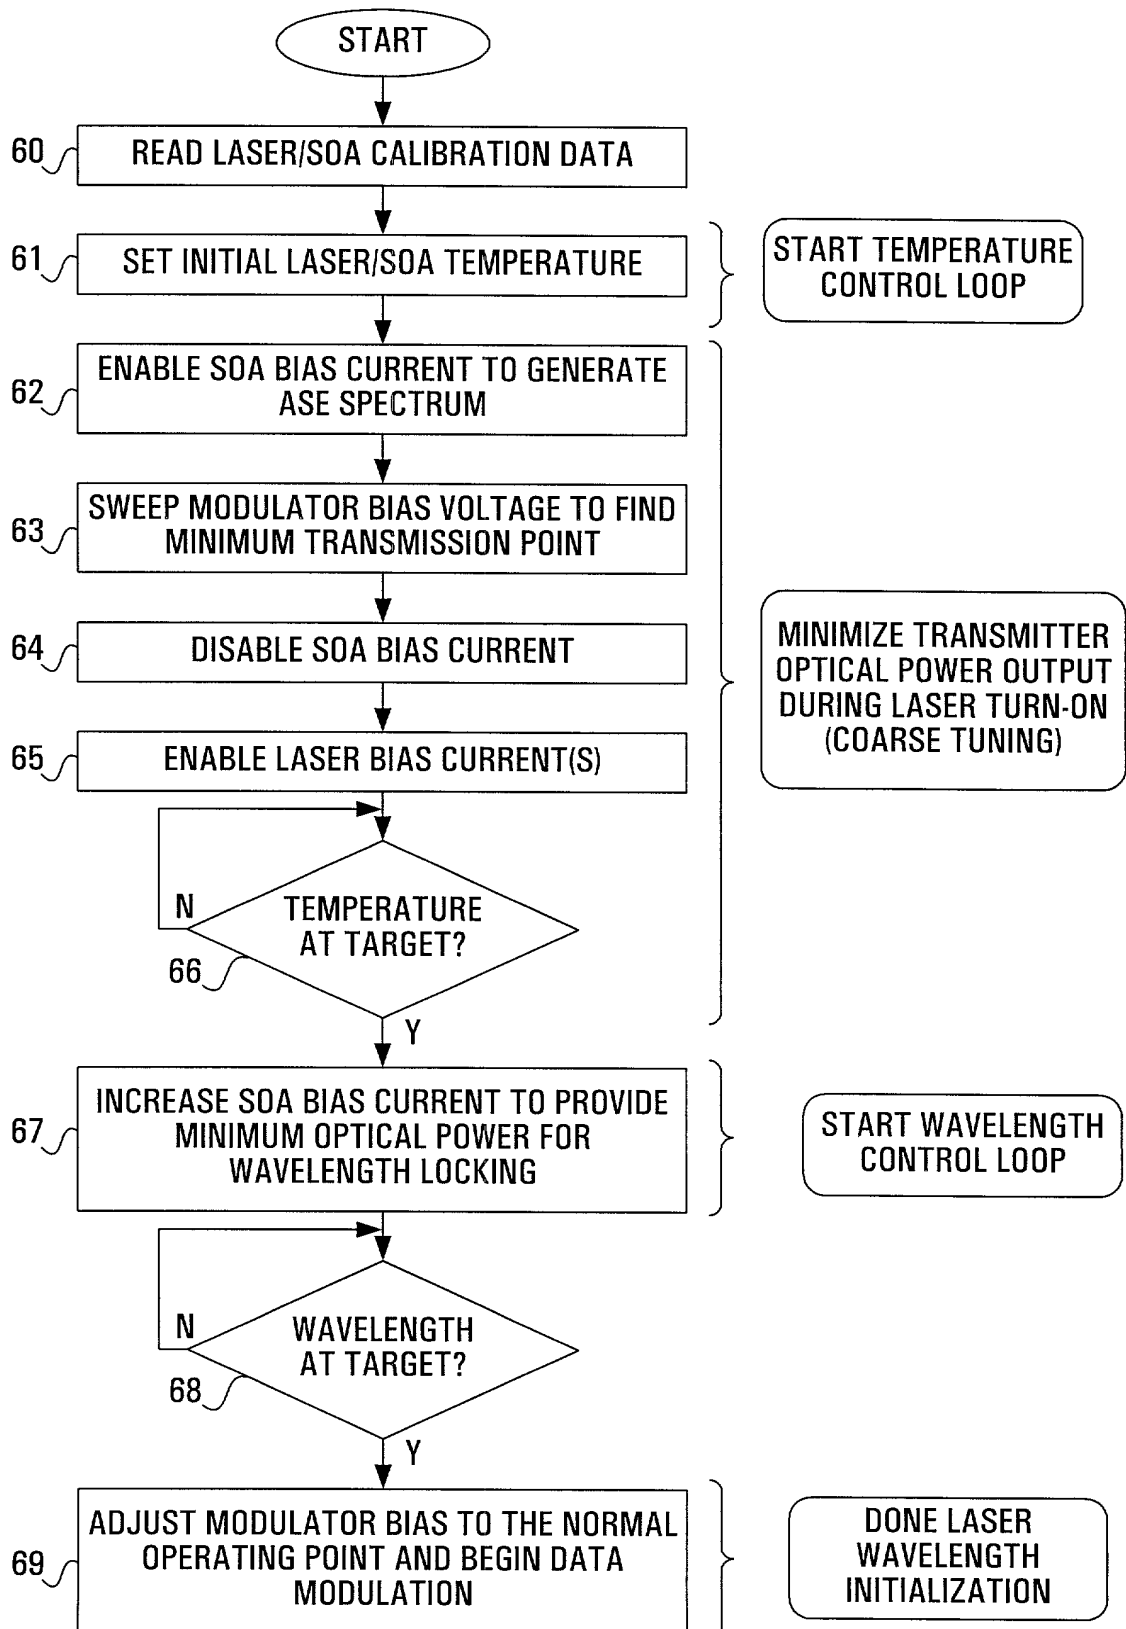 START
60
READ LASER/SOA CALIBRATION DATA
61
SET INITIAL LASER/SOA TEMPERATURE
START TEMPERATURE
CONTROL LOOP
62
ENABLE SOA BIAS CURRENT TO GENERATE
ASE SPECTRUM
63
SWEEP MODULATOR BIAS VOLTAGE TO FIND
MINIMUM TRANSMISSION POINT
64
DISABLE SOA BIAS CURRENT
MINIMIZE TRANSMITTER
OPTICAL POWER OUTPUT
DURING LASER TURN-ON
(COARSE TUNING)
65
ENABLE LASER BIAS CURRENT(S)
N
TEMPERATURE
AT TARGET?
66
Y
67
INCREASE SOA BIAS CURRENT TO PROVIDE
MINIMUM OPTICAL POWER FOR
WAVELENGTH LOCKING
START WAVELENGTH
CONTROL LOOP
N
WAVELENGTH
AT TARGET?
68
Y
69
ADJUST MODULATOR BIAS TO THE NORMAL
OPERATING POINT AND BEGIN DATA
MODULATION
DONE LASER
WAVELENGTH
INITIALIZATION